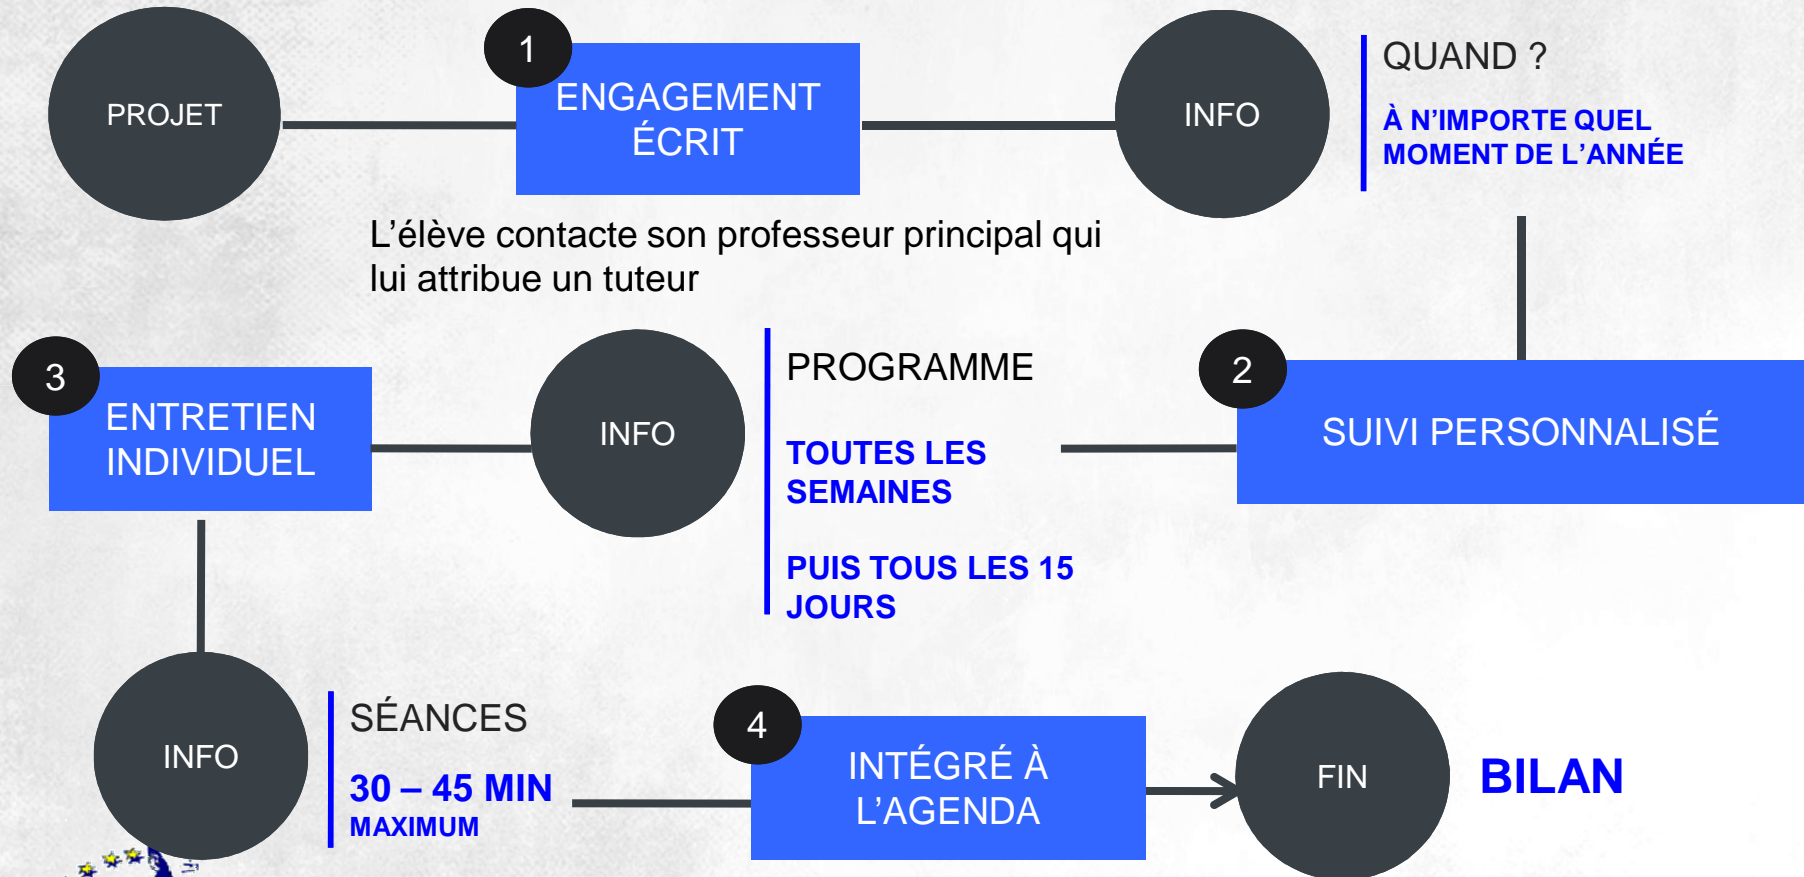 PROJET
1
ENGAGEMENT
ÉCRIT
INFO
QUAND ?
À N’IMPORTE QUEL
MOMENT DE L’ANNÉE
L’élève contacte son professeur principal qui
lui attribue un tuteur
2
SUIVI PERSONNALISÉ
PROGRAMME
TOUTES LES
SEMAINES
PUIS TOUS LES 15
JOURS
INFO
3
ENTRETIEN
INDIVIDUEL
INFO
SÉANCES
30 – 45 MIN
MAXIMUM
4
INTÉGRÉ À
L’AGENDA
FIN
BILAN